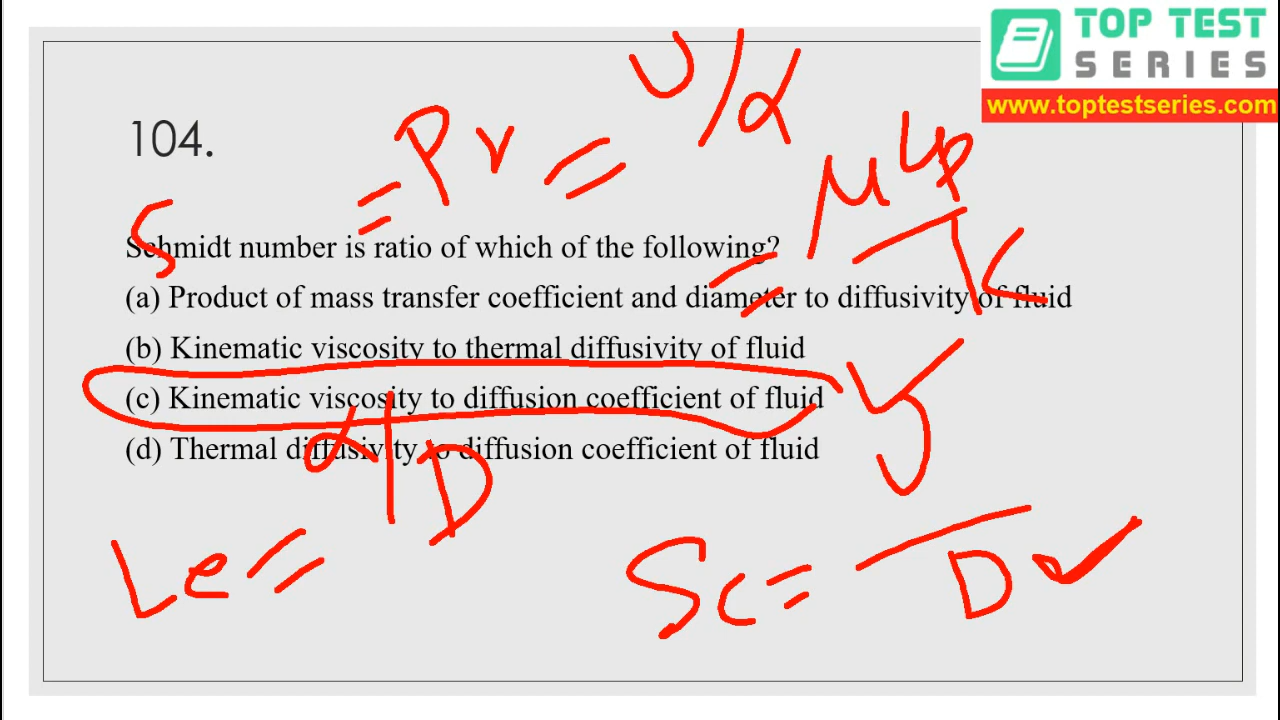 TOP TEST
SERIES
www.toptestseries.com
104.
= Pr = υ/α
= μCp/K
S
Schmidt number is ratio of which of the following?
(a) Product of mass transfer coefficient and diameter to diffusivity of fluid
(b) Kinematic viscosity to thermal diffusivity of fluid
(c) Kinematic viscosity to diffusion coefficient of fluid
(d) Thermal diffusivity to diffusion coefficient of fluid
Le = α/D
Sc = ν/D